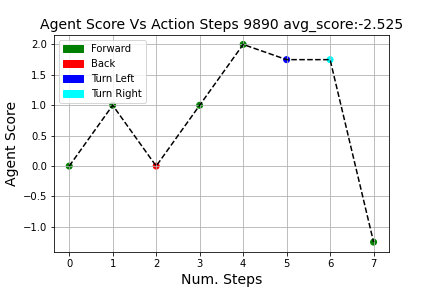 Agent Score Vs Action Steps 9890 avg_score:-2.525
Agent Score
2.0
1.5
1.0
0.5
0.0
−0.5
−1.0
Forward
Back
Turn Left
Turn Right
0 1 2 3 4 5 6 7
Num. Steps